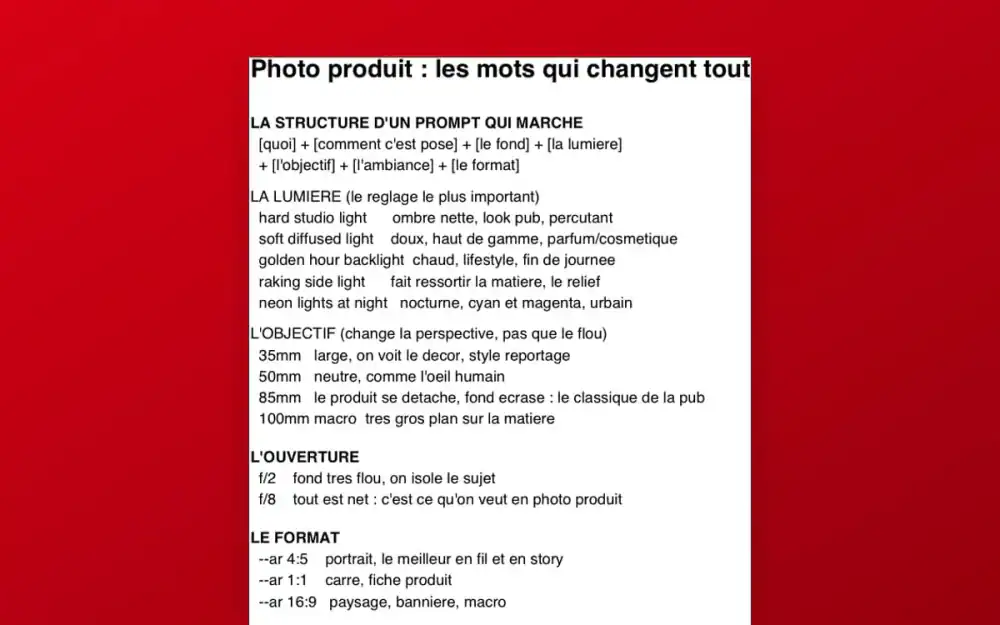 Photo produit : les mots qui changent tout
LA STRUCTURE D'UN PROMPT QUI MARCHE
[quoi] + [comment c'est pose] + [le fond] + [la lumiere]
+ [l'objectif] + [l'ambiance] + [le format]
LA LUMIERE (le reglage le plus important)
hard studio light ombre nette, look pub, percutant
soft diffused light doux, haut de gamme, parfum/cosmetique
golden hour backlight chaud, lifestyle, fin de journee
raking side light fait ressortir la matiere, le relief
neon lights at night nocturne, cyan et magenta, urbain
L'OBJECTIF (change la perspective, pas que le flou)
35mm large, on voit le decor, style reportage
50mm neutre, comme l'oeil humain
85mm le produit se detache, fond ecrase : le classique de la pub
100mm macro tres gros plan sur la matiere
L'OUVERTURE
f/2 fond tres flou, on isole le sujet
f/8 tout est net : c'est ce qu'on veut en photo produit
LE FORMAT
--ar 4:5 portrait, le meilleur en fil et en story
--ar 1:1 carre, fiche produit
--ar 16:9 paysage, banniere, macro